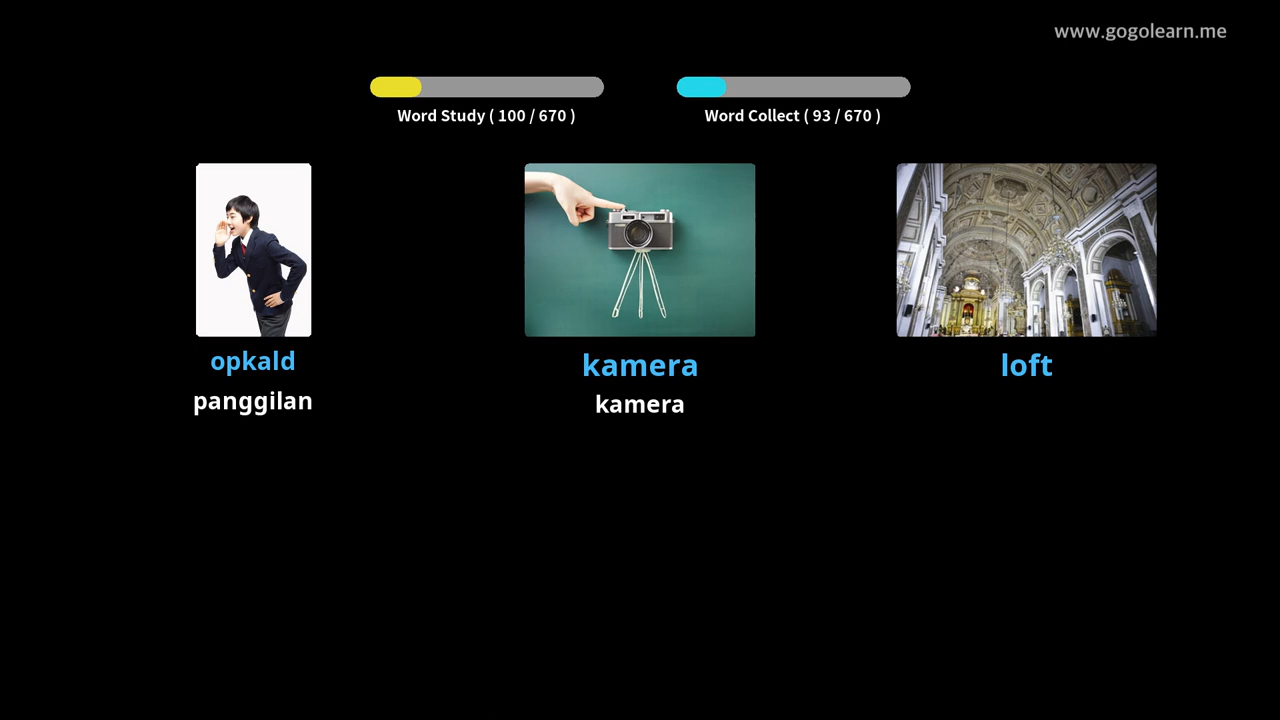 www.gogolearn.me
Word Study ( 100 / 670 )
Word Collect ( 93 / 670 )
opkald
panggilan
kamera
kamera
loft